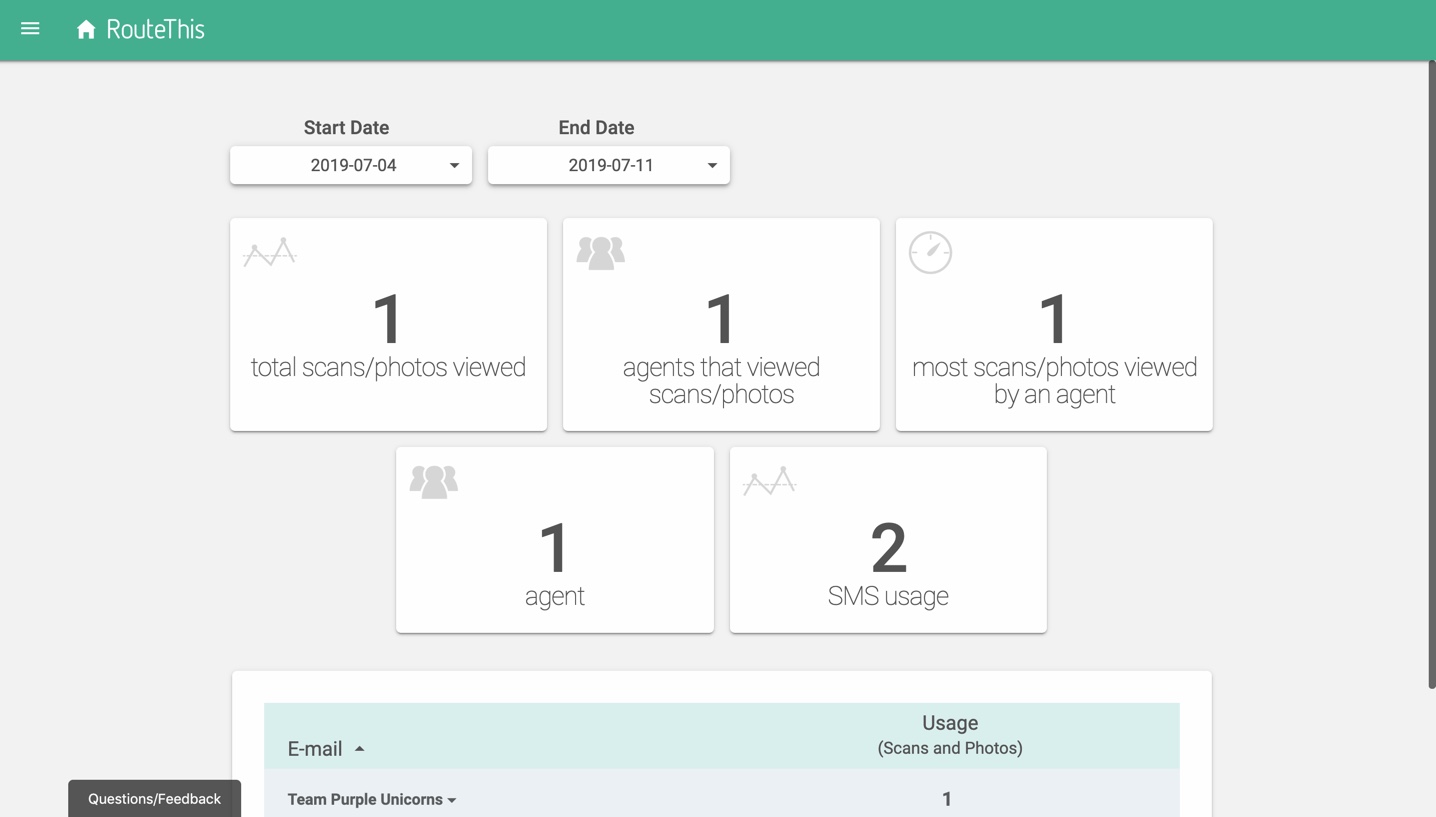 RouteThis
Start Date
End Date
2019-07-04
2019-07-11
1
total scans/photos viewed
1
agents that viewed
scans/photos
1
most scans/photos viewed
by an agent
1
agent
2
SMS usage
E-mail
Usage
(Scans and Photos)
Team Purple Unicorns
1
Questions/Feedback